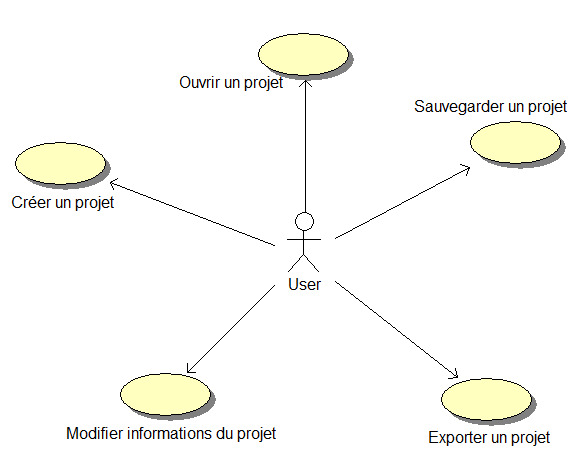 Ouvrir un projet
Sauvegarder un projet
Créer un projet
User
Modifier informations du projet
Exporter un projet